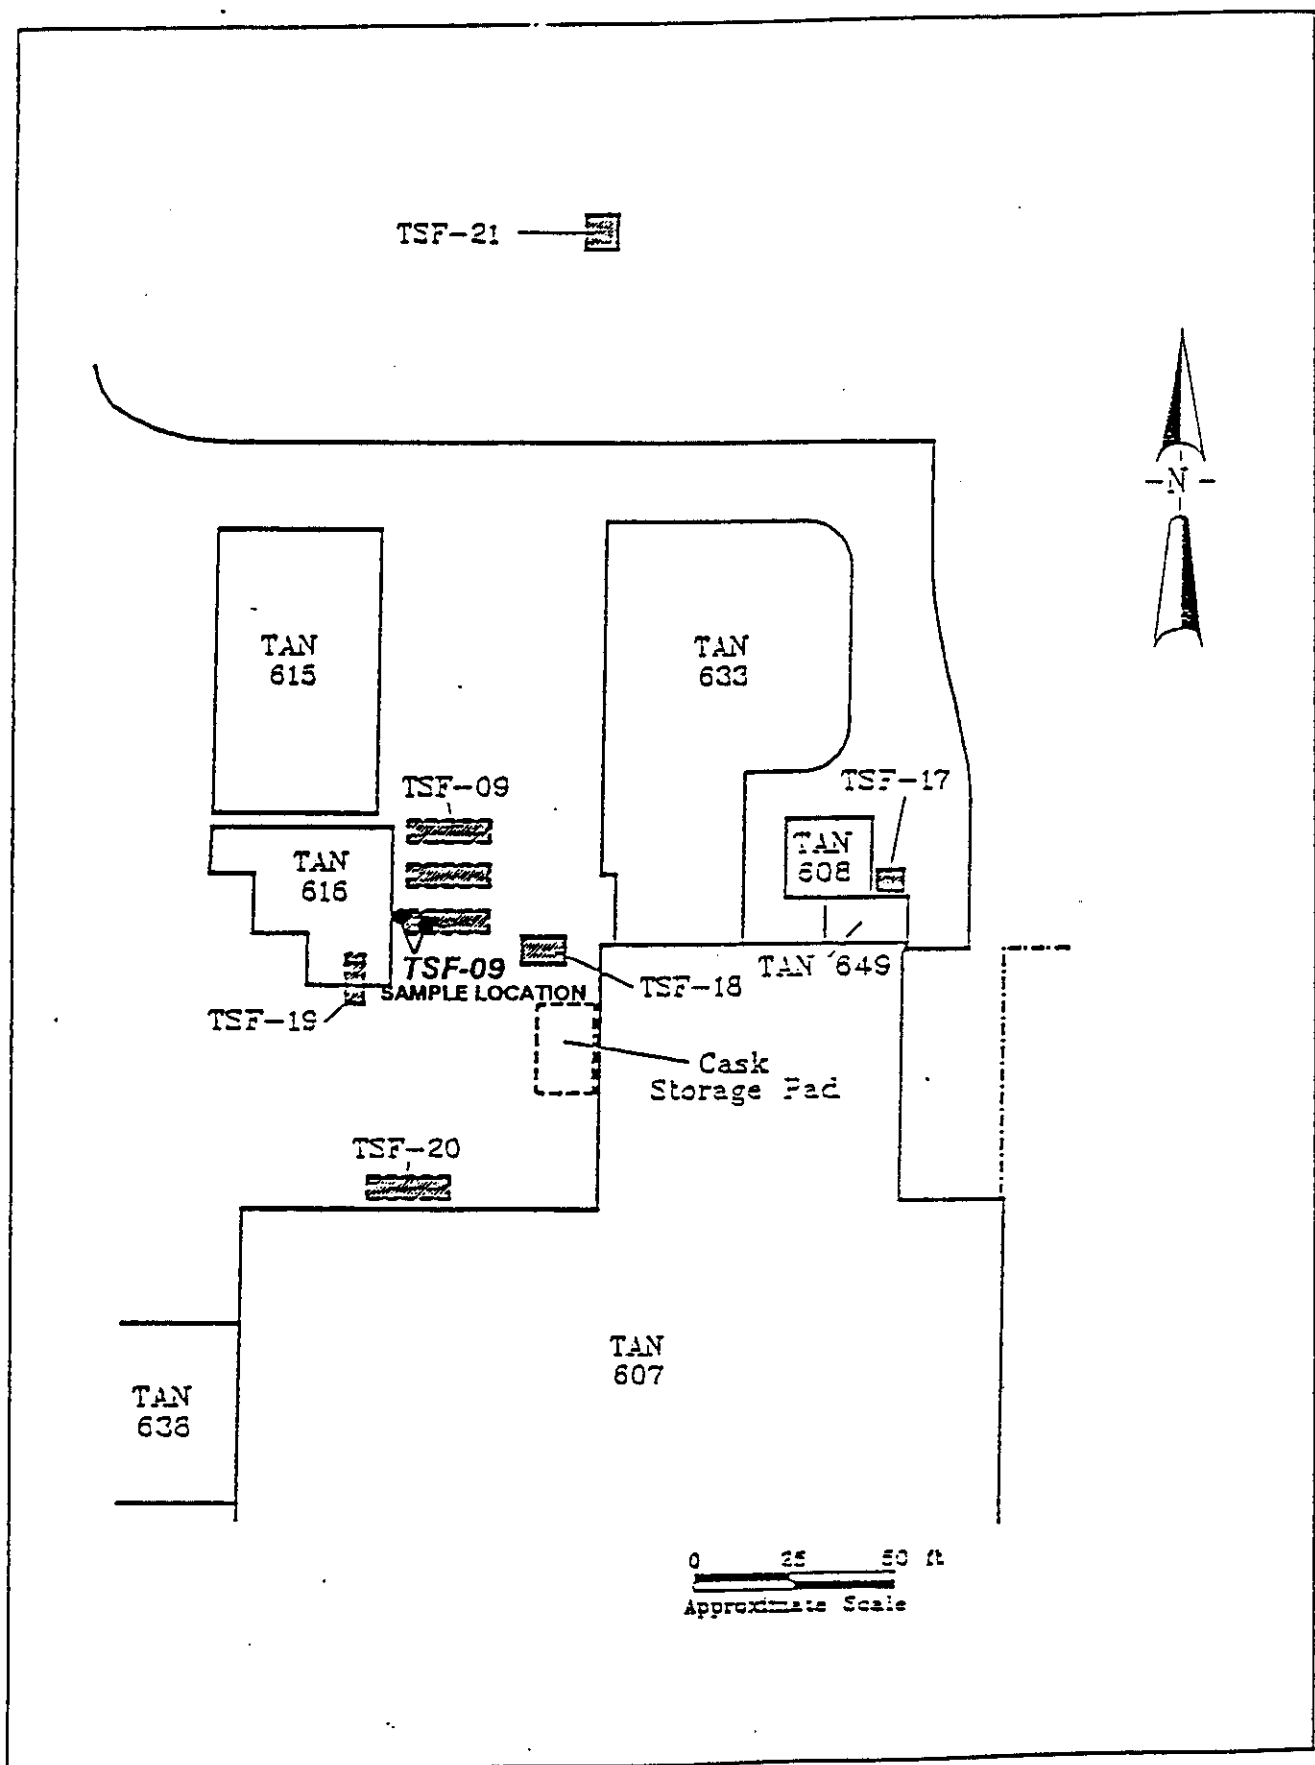 TSF-21
-N-
TAN
615
TAN
633
TSF-09
TSF-17
TAN
616
TAN
608
TSF-09
SAMPLE LOCATION
TSF-18
TAN 649
TSF-19
Cask
Storage Pad
TSF-20
TAN
607
TAN
636
0 25 50 ft
Approximate Scale